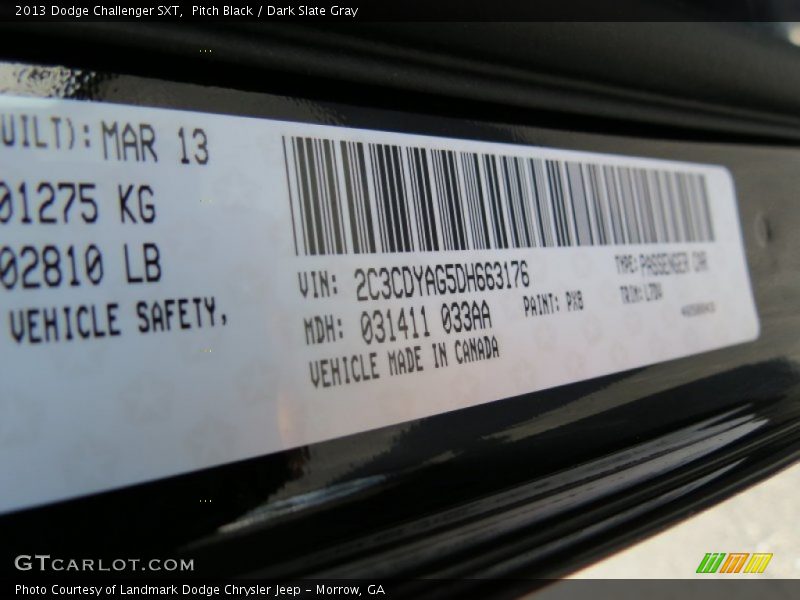 2013 Dodge Challenger SXT,  Pitch Black / Dark Slate Gray
UILT): MAR 13
01275 KG
02810 LB
VEHICLE SAFETY,
VIN: 2C3CDYAG5DH663176
TYPE: PASSENGER CAR
MDH: 031411 033AA
PAINT: PXB
TRIM:
VEHICLE MADE IN CANADA
GTCARLOT.COM
Photo Courtesy of Landmark Dodge Chrysler Jeep - Morrow, GA